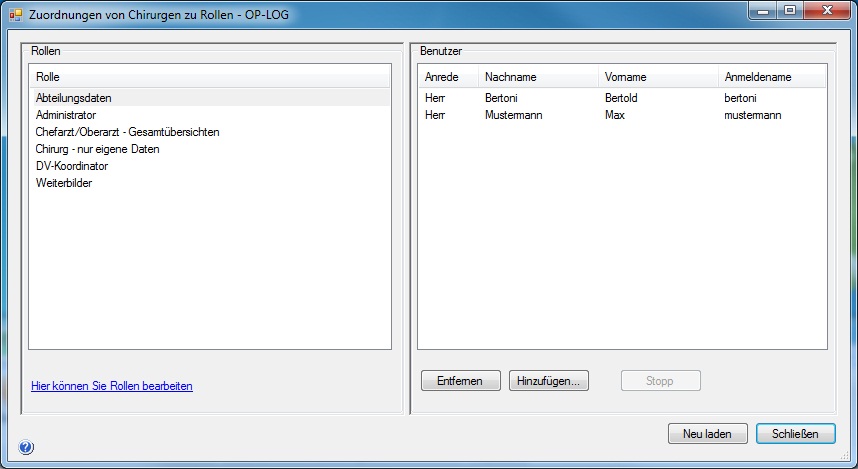 Zuordnungen von Chirurgen zu Rollen - OP-LOG
Rollen
Rolle
Abteilungsdaten
Administrator
Chefarzt/Oberarzt - Gesamtübersichten
Chirurg - nur eigene Daten
DV-Koordinator
Weiterbilder
Hier können Sie Rollen bearbeiten
Benutzer
Anrede Nachname Vorname Anmeldename
Herr Bertoni Bertold bertoni
Herr Mustermann Max mustermann
Entfernen Hinzufügen... Stopp
Neu laden Schließen